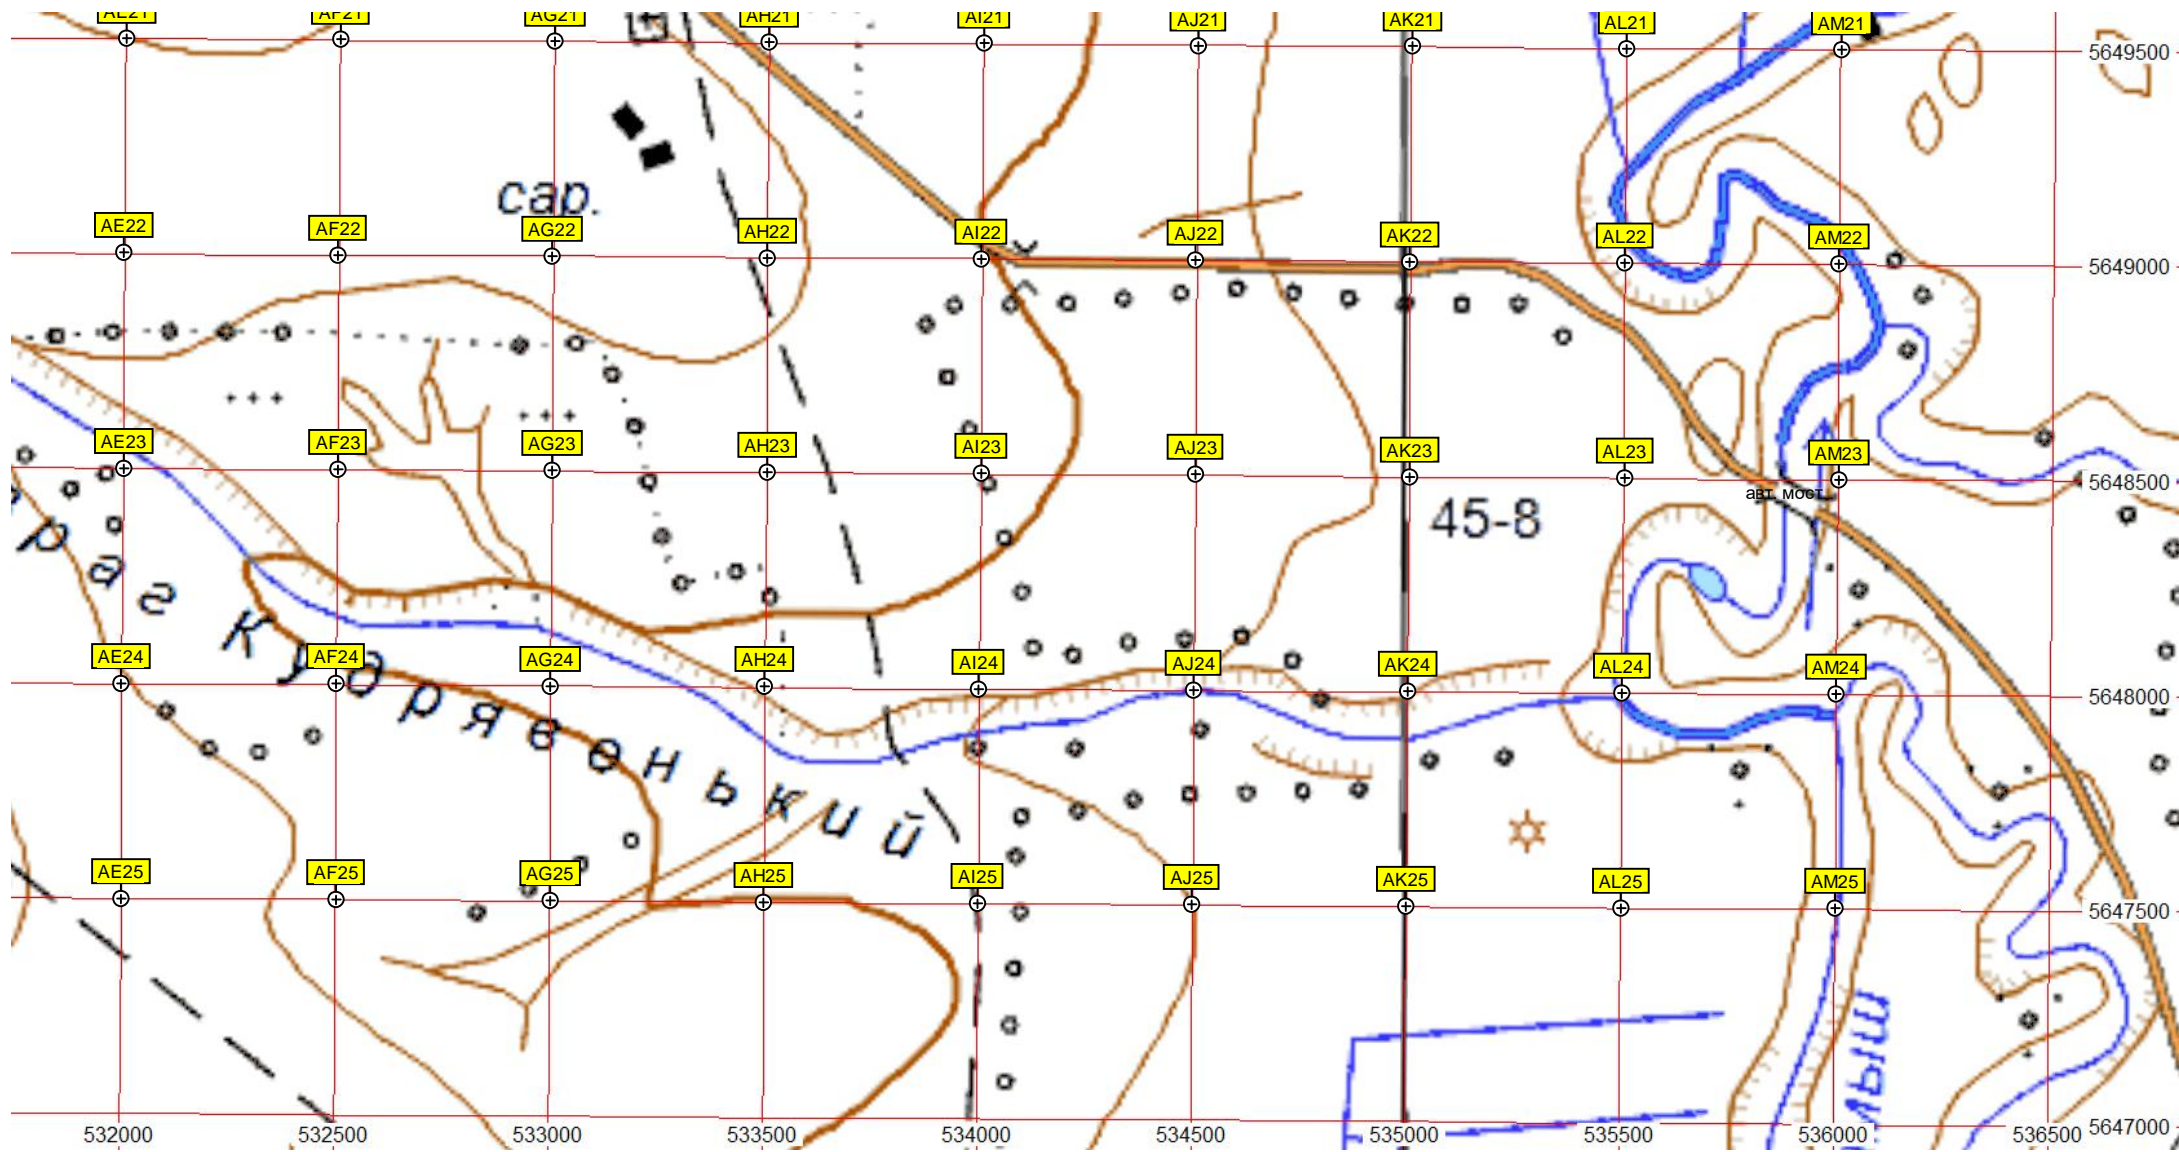 AE21 AF21 AG21 AH21 AI21 AJ21 AK21 AL21 AM21
5649500
сар.
AE22 AF22 AG22 AH22 AI22 AJ22 AK22 AL22 AM22
5649000
AE23 AF23 AG23 AH23 AI23 AJ23 AK23 AL23 AM23
5648500
авт. мост
45-8
враг Кудрявенький
AE24 AF24 AG24 AH24 AI24 AJ24 AK24 AL24 AM24
5648000
AE25 AF25 AG25 AH25 AI25 AJ25 AK25 AL25 AM25
5647500
мыш
532000 532500 533000 533500 534000 534500 535000 535500 536000 536500 5647000